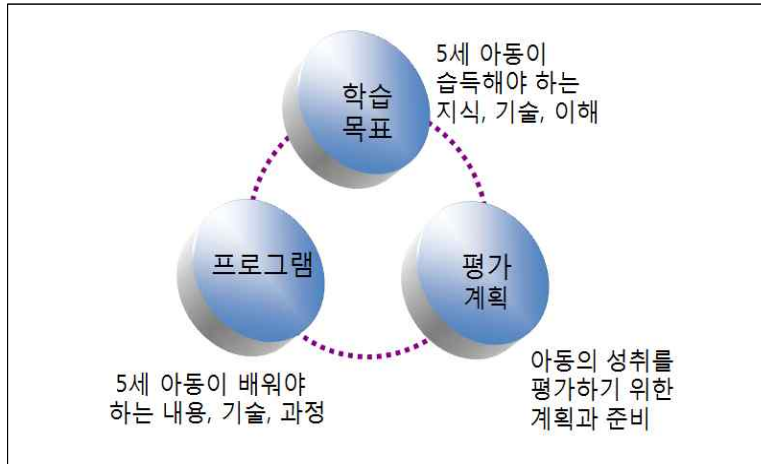 학습
목표
5세 아동이
습득해야 하는
지식, 기술, 이해
프로그램
평가
계획
5세 아동이 배워야
하는 내용, 기술, 과정
아동의 성취를
평가하기 위한
계획과 준비